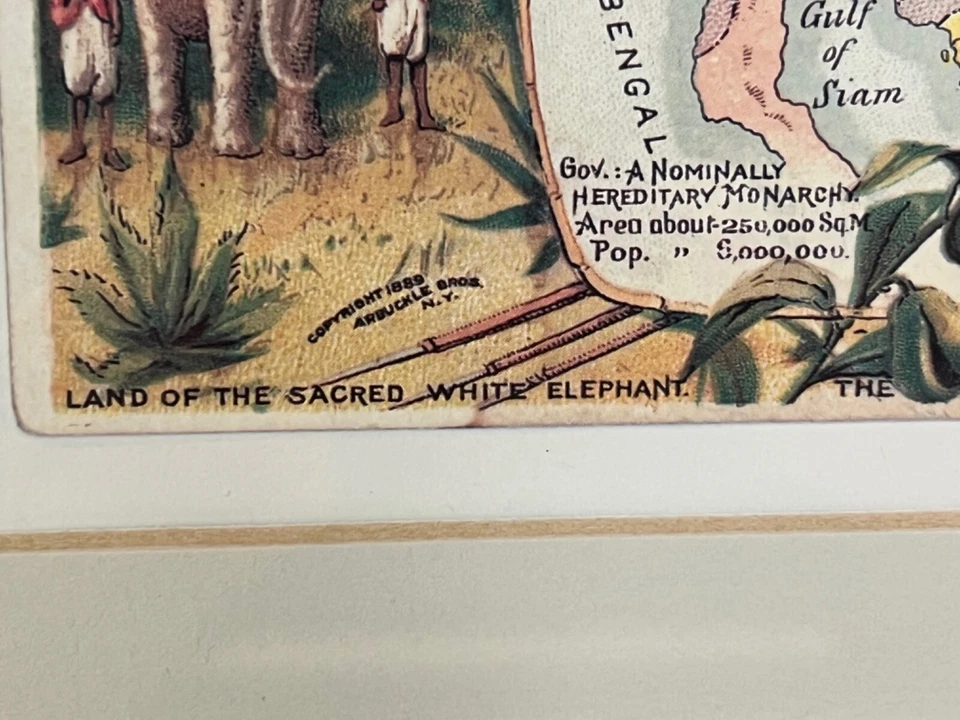 BENGAL
Gulf
of
Siam
GOV.: A NOMINALLY
HEREDITARY MONARCHY.
Area about 250,000 Sq.M
Pop. „ 6,000,000.
COPYRIGHT 1889
ARBUCKLE BROS.
N.Y.
LAND OF THE SACRED WHITE ELEPHANT. THE